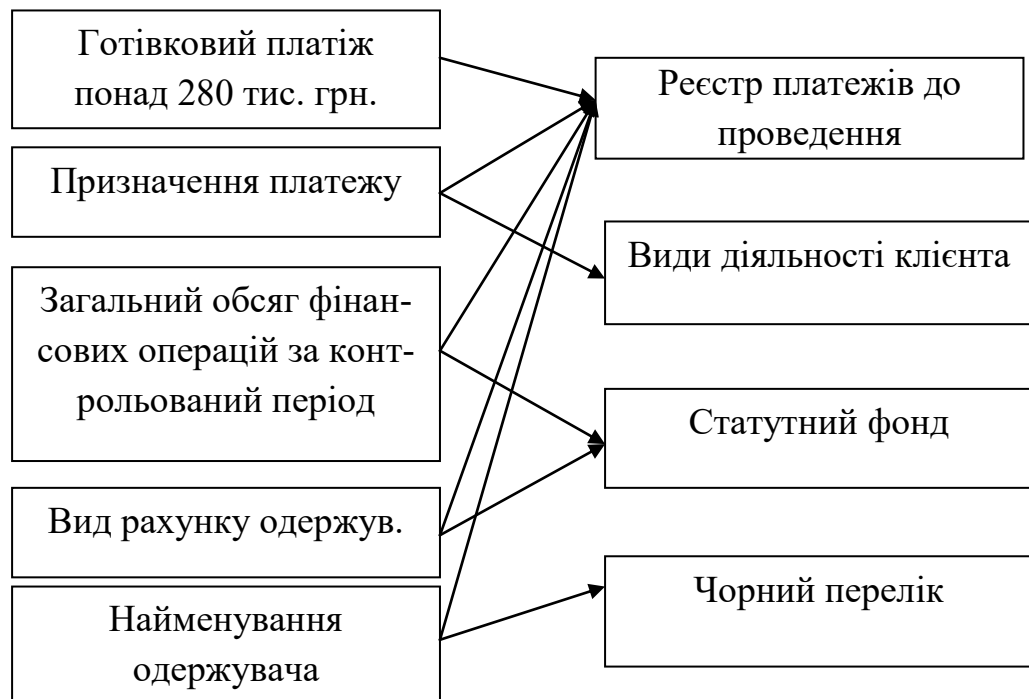 Готівковий платіж
понад 280 тис. грн.
Призначення платежу
Загальний обсяг фінан-
сових операцій за конт-
рольований період
Вид рахунку одержув.
Найменування
одержувача
Реєстр платежів до
проведення
Види діяльності клієнта
Статутний фонд
Чорний перелік